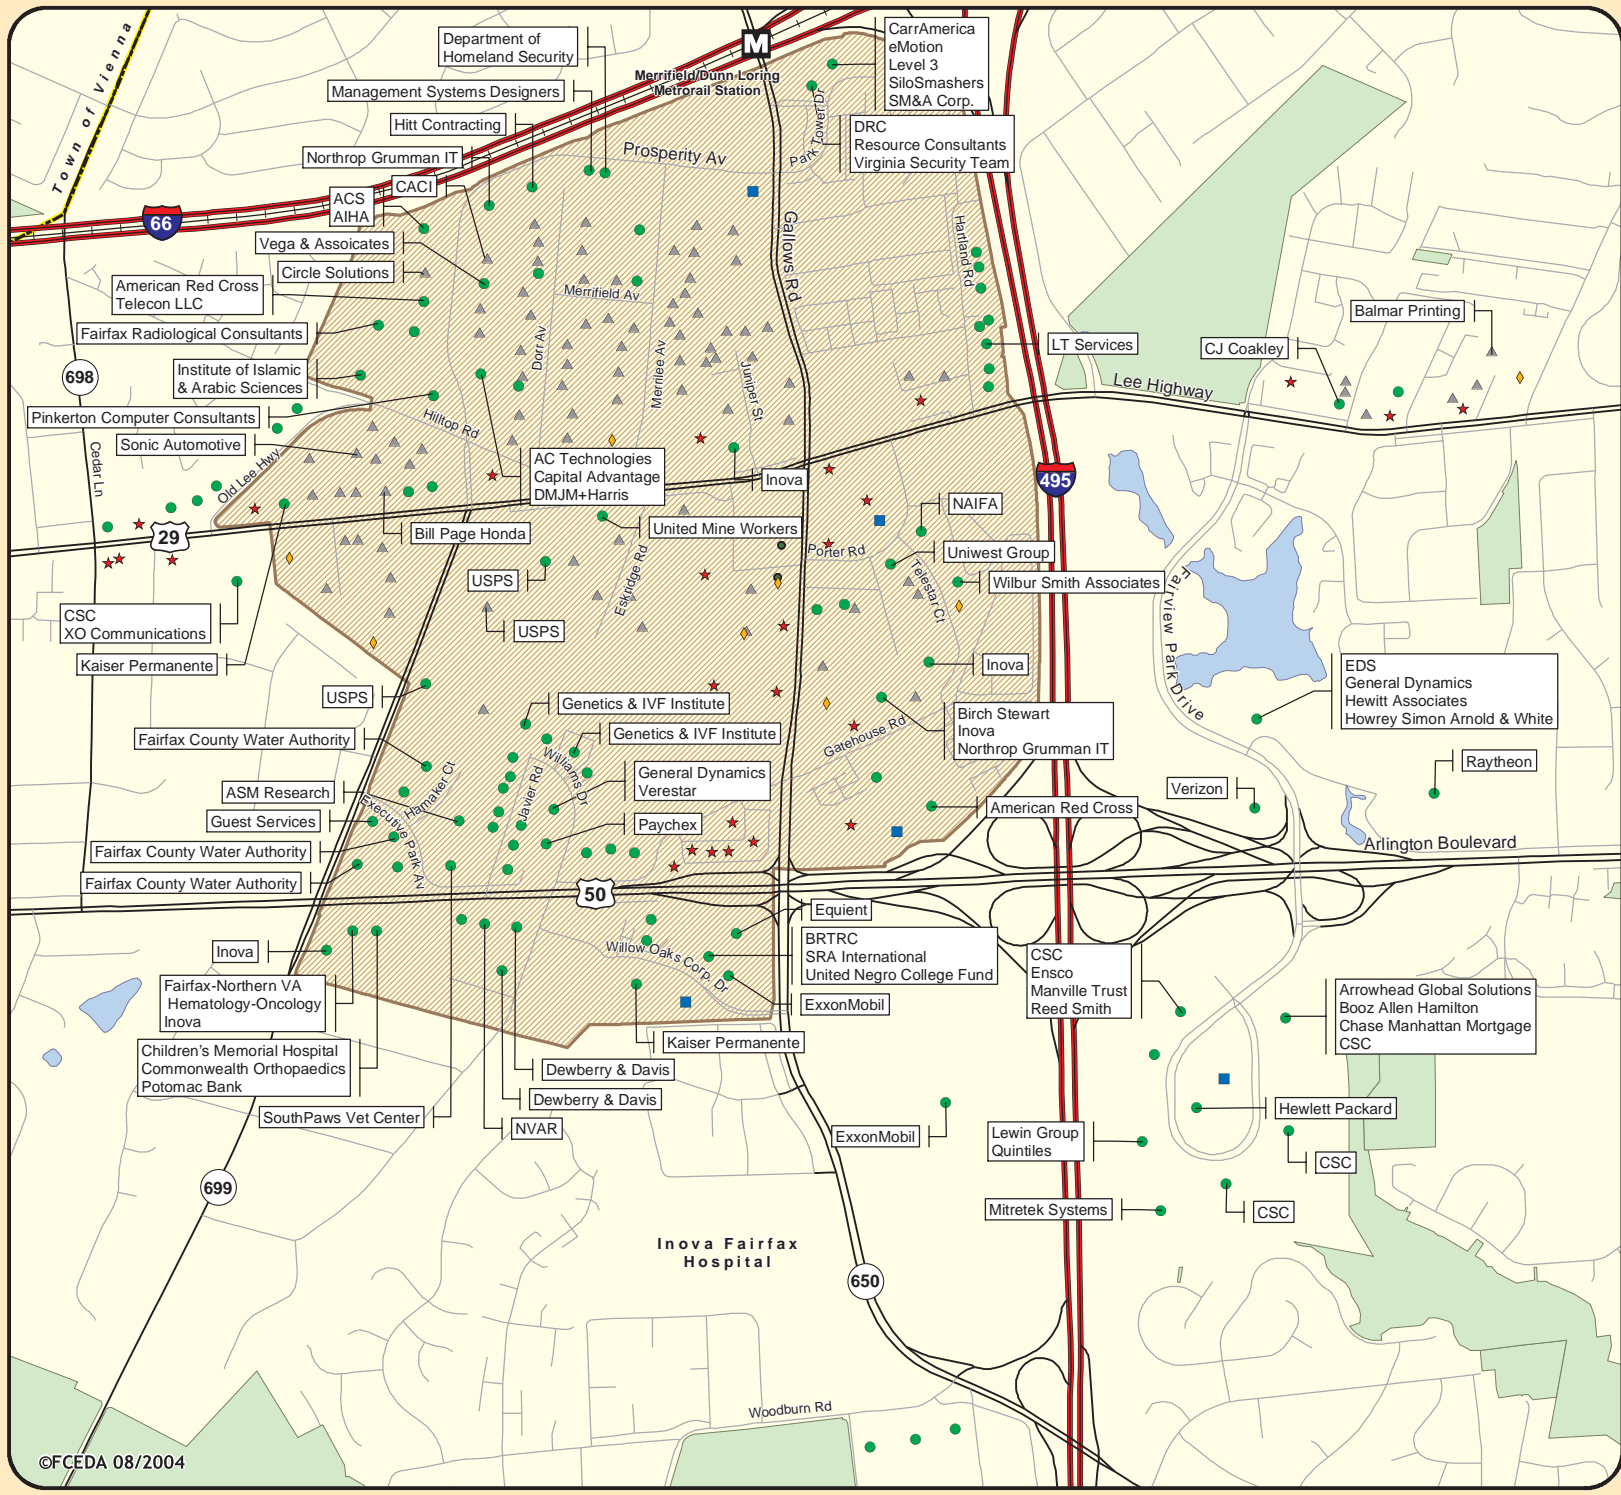 Town of Vienna
Department of
Homeland Security
Management Systems Designers
Hitt Contracting
Northrop Grumman IT
CACI
ACS
AIHA
Vega & Assoicates
Circle Solutions
American Red Cross
Telecon LLC
Fairfax Radiological Consultants
Institute of Islamic
& Arabic Sciences
Pinkerton Computer Consultants
Sonic Automotive
M
Merrifield/Dunn Loring
Metrorail Station
CarrAmerica
eMotion
Level 3
SiloSmashers
SM&A Corp.
DRC
Resource Consultants
Virginia Security Team
Park Tower Dr
Prosperity Av
Gallows Rd
Hartland Rd
Merrifield Av
Dorr Av
Merrilee Av
Juniper St
Hilltop Rd
Old Lee Hwy
Cedar Ln
66
698
29
LT Services
Lee Highway
CJ Coakley
Balmar Printing
495
AC Technologies
Capital Advantage
DMJM+Harris
Inova
Bill Page Honda
United Mine Workers
NAIFA
Porter Rd
Uniwest Group
Wilbur Smith Associates
Telestar Ct
Eskridge Rd
USPS
USPS
CSC
XO Communications
Kaiser Permanente
USPS
Inova
Fairview Park Drive
EDS
General Dynamics
Hewitt Associates
Howrey Simon Arnold & White
Birch Stewart
Inova
Northrop Grumman IT
Gatehouse Rd
Genetics & IVF Institute
Genetics & IVF Institute
Fairfax County Water Authority
General Dynamics
Verestar
Williams Dr
Javier Rd
Hamaker Ct
Executive Park Av
ASM Research
Guest Services
Fairfax County Water Authority
Fairfax County Water Authority
Paychex
American Red Cross
Verizon
Raytheon
Arlington Boulevard
50
Equient
BRTRC
SRA International
United Negro College Fund
ExxonMobil
Willow Oaks Corp. Dr
Inova
Fairfax-Northern VA
Hematology-Oncology
Inova
Children's Memorial Hospital
Commonwealth Orthopaedics
Potomac Bank
SouthPaws Vet Center
Kaiser Permanente
Dewberry & Davis
Dewberry & Davis
NVAR
CSC
Ensco
Manville Trust
Reed Smith
Arrowhead Global Solutions
Booz Allen Hamilton
Chase Manhattan Mortgage
CSC
Hewlett Packard
CSC
CSC
ExxonMobil
Lewin Group
Quintiles
Mitretek Systems
699
Inova Fairfax
Hospital
650
Woodburn Rd
©FCEDA 08/2004